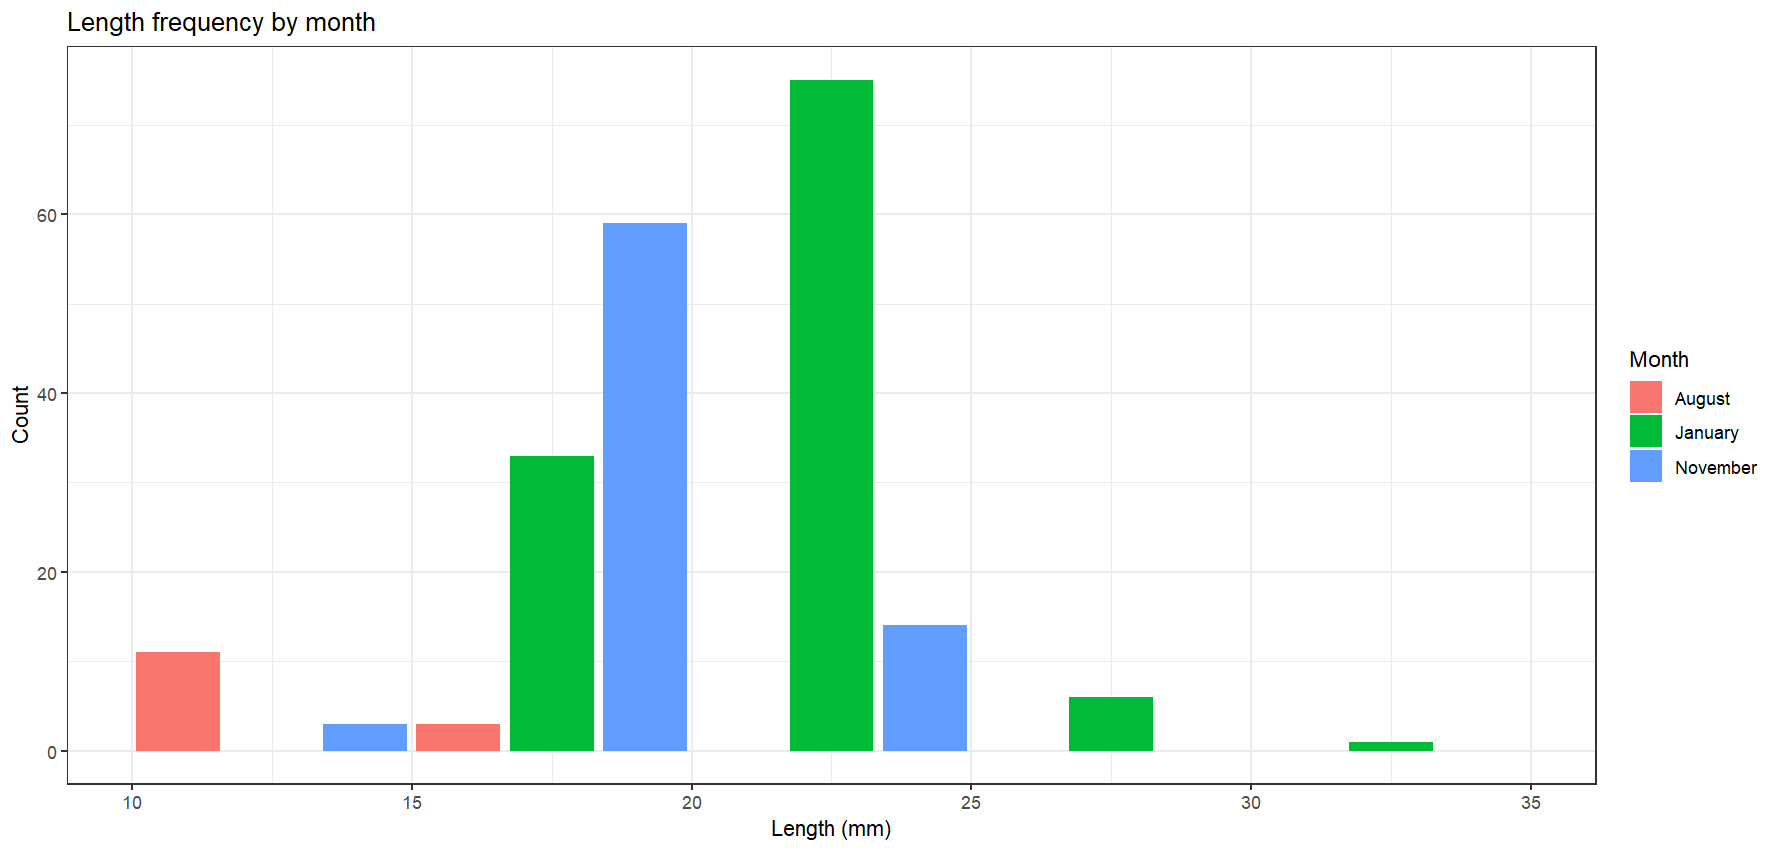 Length frequency by month
Count
60
40
20
0
10
15
20
25
30
35
Length (mm)
Month
August
January
November